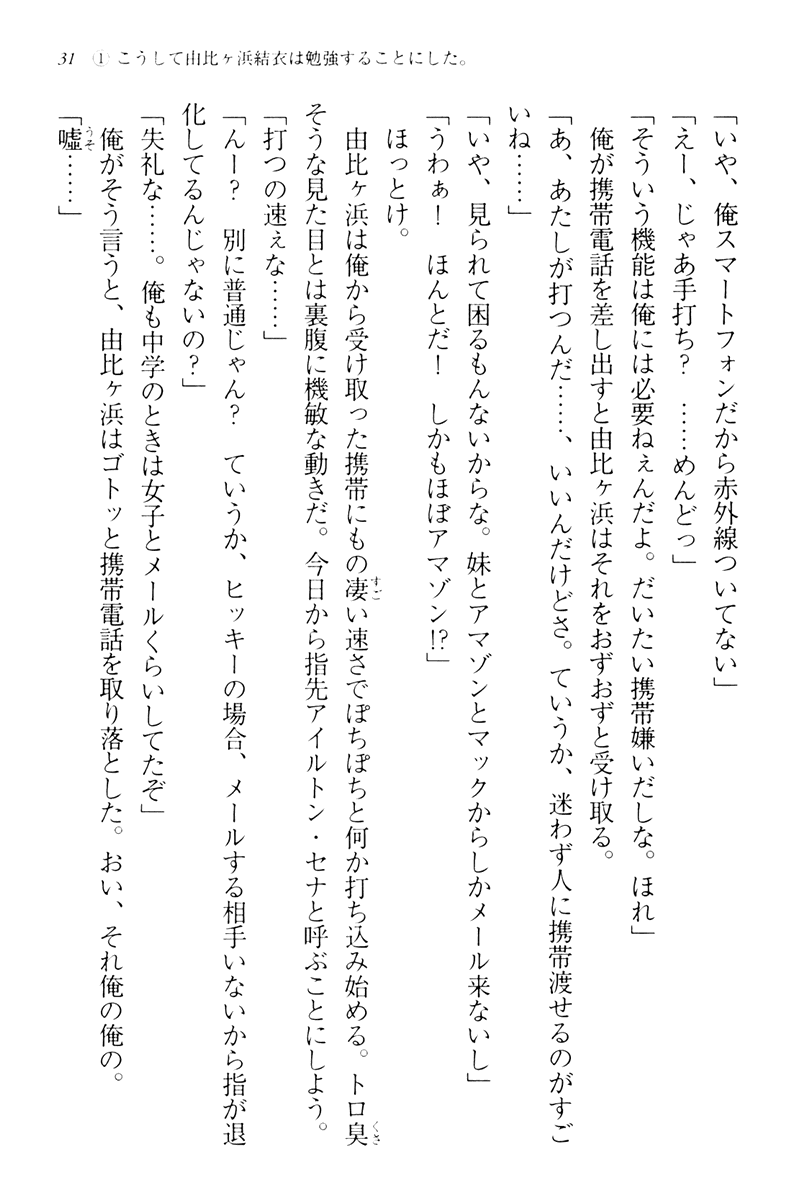 31 ① こうして由比ヶ浜結衣は勉強することにした。
「いや、俺スマートフォンだから赤外線ついてない」
「えー、じゃあ手打ち？　……めんどっ」
「そういう機能は俺には必要ねぇんだよ。だいたい携帯嫌いだしな。ほれ」
　俺が携帯電話を差し出すと由比ヶ浜はそれをおずおずと受け取る。
「あ、あたしが打つんだ……、いいんだけどさ。ていうか、迷わず人に携帯渡せるのがすご
いね……」
「いや、見られて困るもんないからな。妹とアマゾンとマックからしかメール来ないし」
「うわぁ！　ほんとだ！　しかもほぼアマゾン!?」
　ほっとけ。
　由比ヶ浜は俺から受け取った携帯にもの凄い速さでぽちぽちと何か打ち込み始める。トロ臭
そうな見た目とは裏腹に機敏な動きだ。今日から指先アイルトン・セナと呼ぶことにしよう。
「打つの速ぇな……」
「んー？　別に普通じゃん？　ていうか、ヒッキーの場合、メールする相手いないから指が退
化してるんじゃないの？」
「失礼な……。俺も中学のときは女子とメールくらいしてたぞ」
　俺がそう言うと、由比ヶ浜はゴトッと携帯電話を取り落とした。おい、それ俺の俺の。
「嘘……」